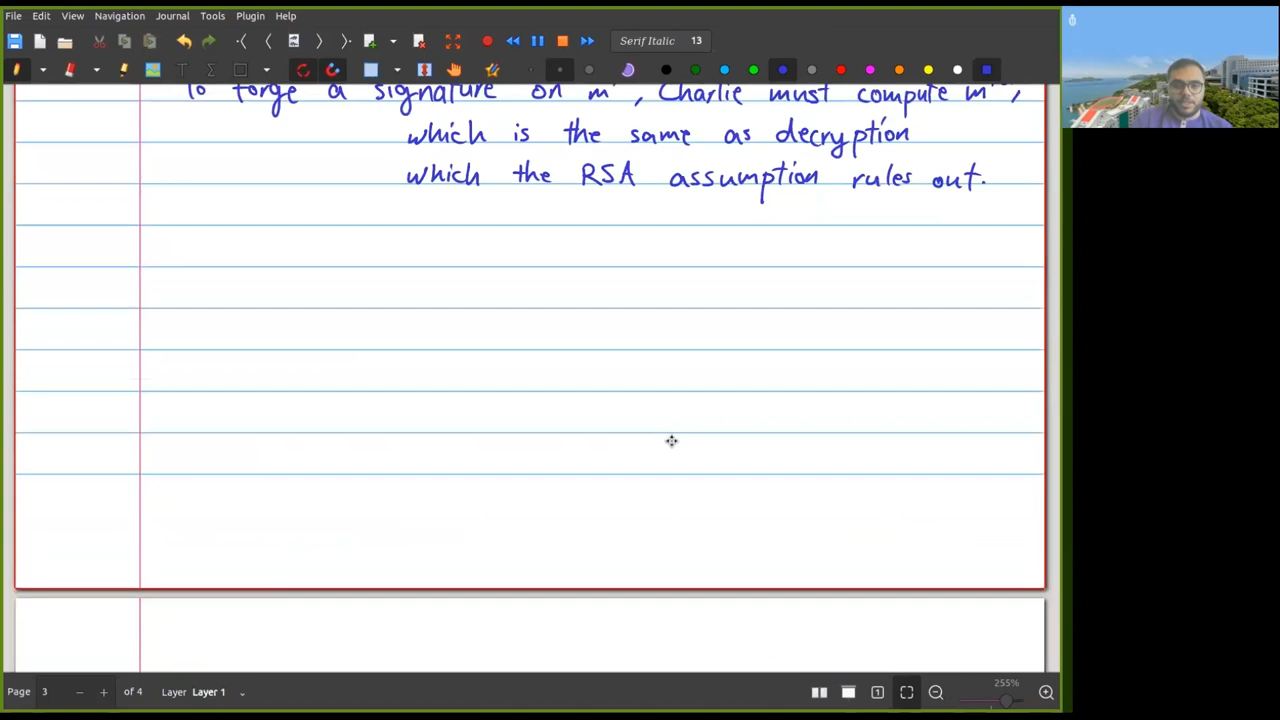 File Edit View Navigation Journal Tools Plugin Help
Serif Italic 13
To forge a signature on m*, Charlie must compute
which is the same as decryption
which the RSA assumption rules out.
Page 3 of 4 Layer Layer 1 255%